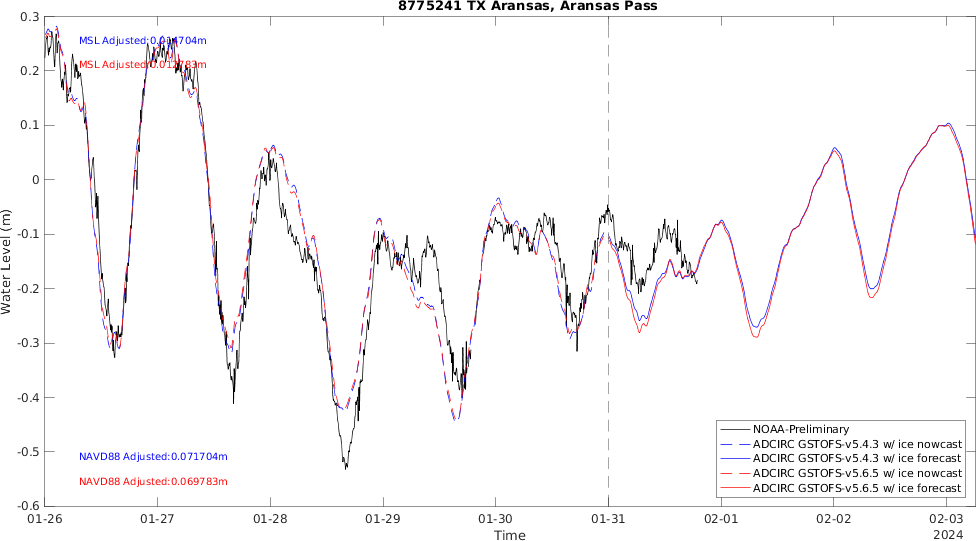 8775241 TX Aransas, Aransas Pass
0.3
0.2
0.1
0
-0.1
-0.2
-0.3
-0.4
-0.5
-0.6
Water Level (m)
MSL Adjusted:0.014704m
MSL Adjusted:0.012783m
NAVD88 Adjusted:0.071704m
NAVD88 Adjusted:0.069783m
NOAA-Preliminary
ADCIRC GSTOFS-v5.4.3 w/ ice nowcast
ADCIRC GSTOFS-v5.4.3 w/ ice forecast
ADCIRC GSTOFS-v5.6.5 w/ ice nowcast
ADCIRC GSTOFS-v5.6.5 w/ ice forecast
01-26 01-27 01-28 01-29 01-30 01-31 02-01 02-02 02-03
Time
2024